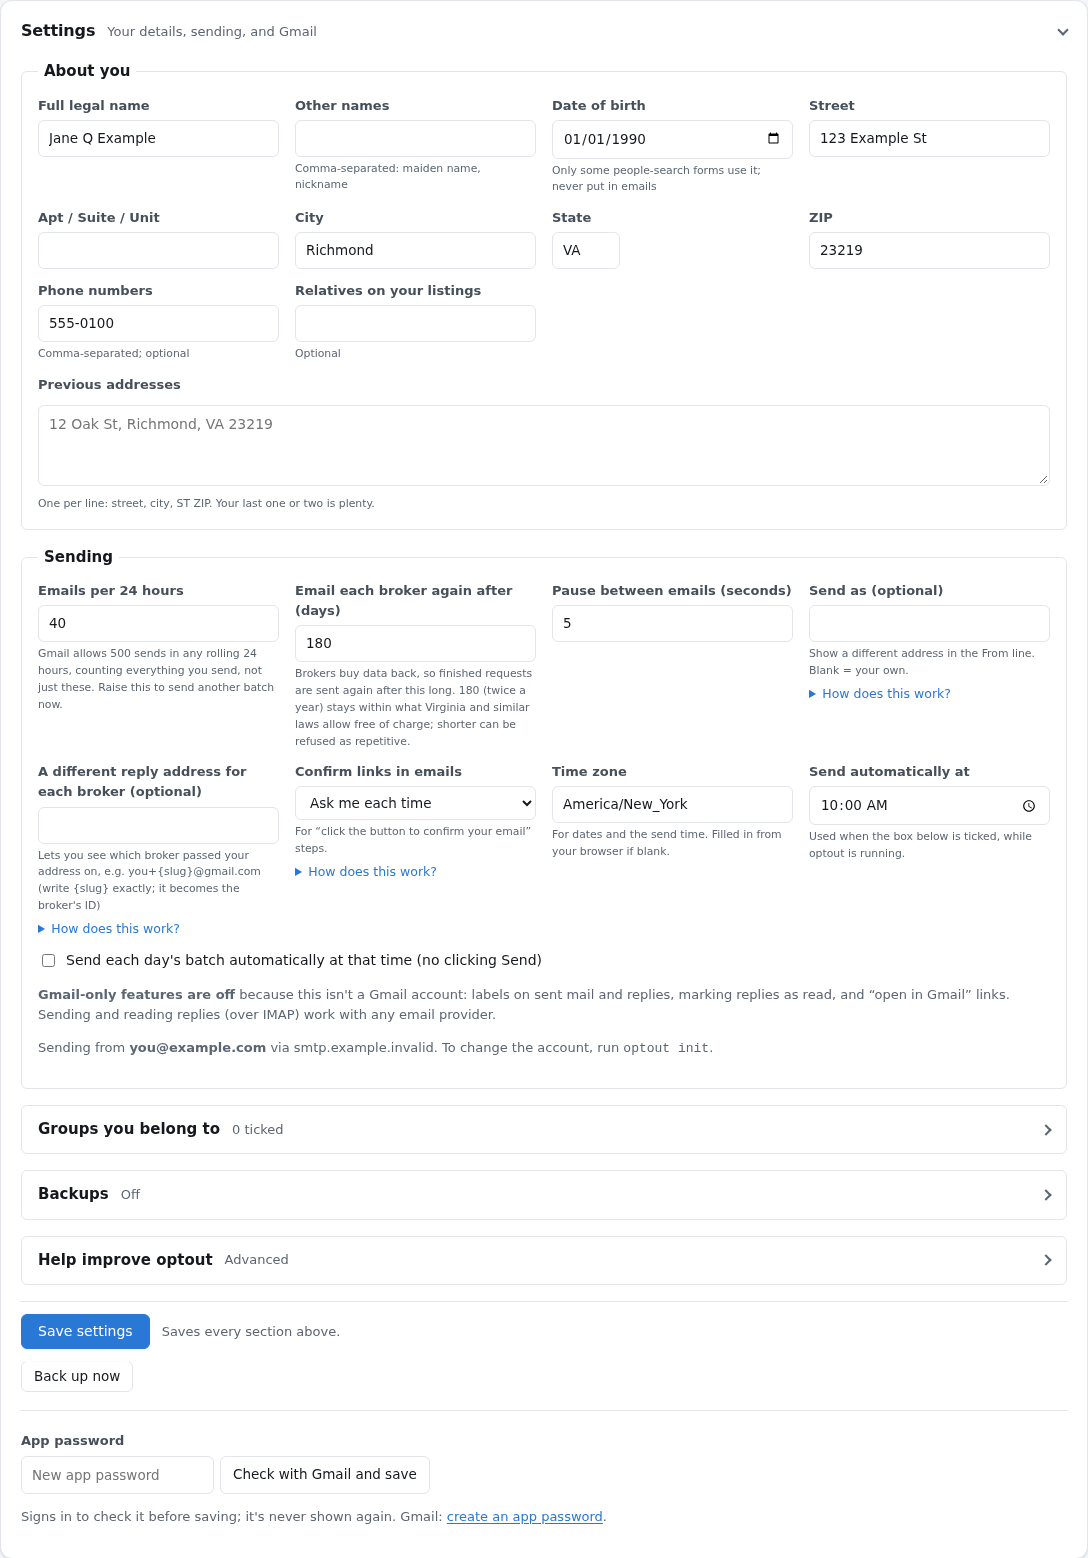 Settings Your details, sending, and Gmail
About you
Full legal name
Other names
Date of birth
Street
Jane Q Example
01/01/1990
123 Example St
Comma-separated: maiden name,
nickname
Only some people-search forms use it;
never put in emails
Apt / Suite / Unit
City
State
ZIP
Richmond
VA
23219
Phone numbers
Relatives on your listings
555-0100
Comma-separated; optional
Optional
Previous addresses
12 Oak St, Richmond, VA 23219
One per line: street, city, ST ZIP. Your last one or two is plenty.
Sending
Emails per 24 hours
40
Gmail allows 500 sends in any rolling 24
hours, counting everything you send, not
just these. Raise this to send another batch
now.
Email each broker again after
(days)
180
Brokers buy data back, so finished requests
are sent again after this long. 180 (twice a
year) stays within what Virginia and similar
laws allow free of charge; shorter can be
refused as repetitive.
Pause between emails (seconds)
5
Send as (optional)
Show a different address in the From line.
Blank = your own.
How does this work?
A different reply address for
each broker (optional)
Lets you see which broker passed your
address on, e.g. you+{slug}@gmail.com
(write {slug} exactly; it becomes the
broker's ID)
How does this work?
Confirm links in emails
Ask me each time
For “click the button to confirm your email”
steps.
How does this work?
Time zone
America/New_York
For dates and the send time. Filled in from
your browser if blank.
Send automatically at
10:00 AM
Used when the box below is ticked, while
optout is running.
Send each day's batch automatically at that time (no clicking Send)
Gmail-only features are off because this isn't a Gmail account: labels on sent mail and replies, marking replies as read, and “open in Gmail” links.
Sending and reading replies (over IMAP) work with any email provider.
Sending from you@example.com via smtp.example.invalid. To change the account, run optout init.
Groups you belong to 0 ticked
Backups Off
Help improve optout Advanced
Save settings Saves every section above.
Back up now
App password
New app password Check with Gmail and save
Signs in to check it before saving; it's never shown again. Gmail: create an app password.